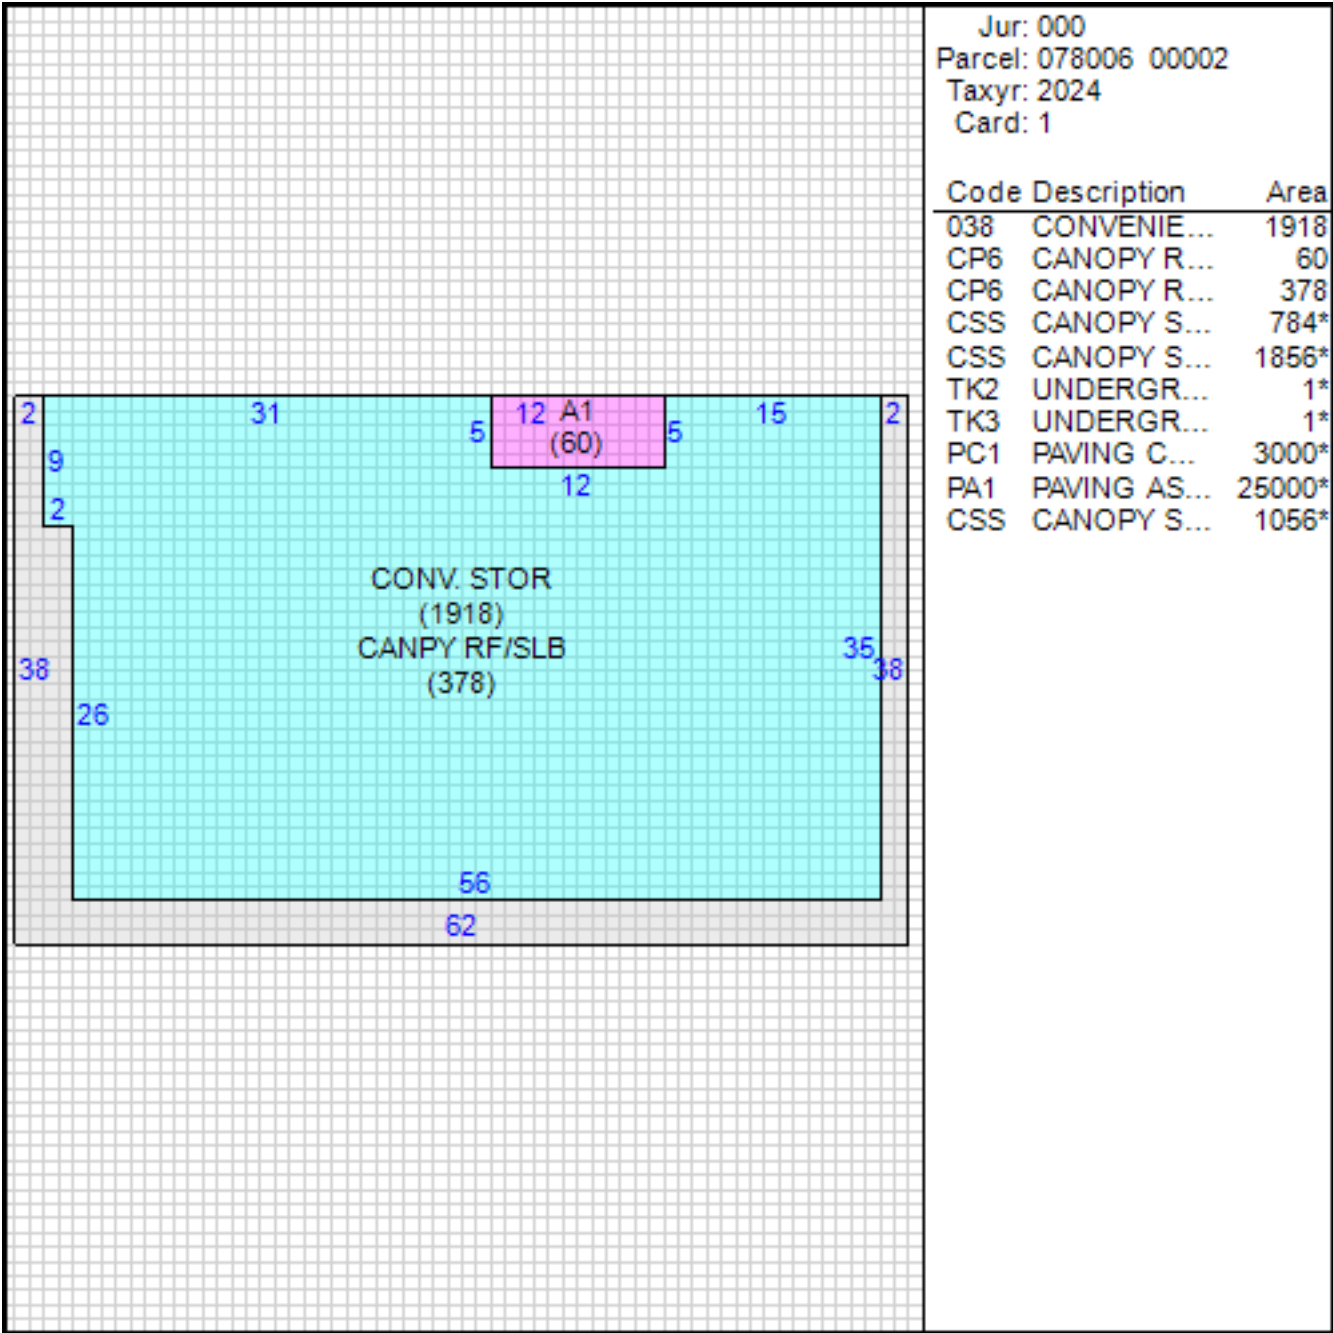 Jur: 000
Parcel: 078006 00002
Taxyr: 2024
Card: 1
Code Description Area
038 CONVENIE... 1918
CP6 CANOPY R... 60
CP6 CANOPY R... 378
CSS CANOPY S... 784*
CSS CANOPY S... 1856*
TK2 UNDERGR... 1*
TK3 UNDERGR... 1*
PC1 PAVING C... 3000*
PA1 PAVING AS... 25000*
CSS CANOPY S... 1056*
2 31 12 A1 15 2
5 (60) 5
9
12
2
CONV. STOR
(1918)
CANPY RF/SLB
35
38 38
(378)
26
56
62